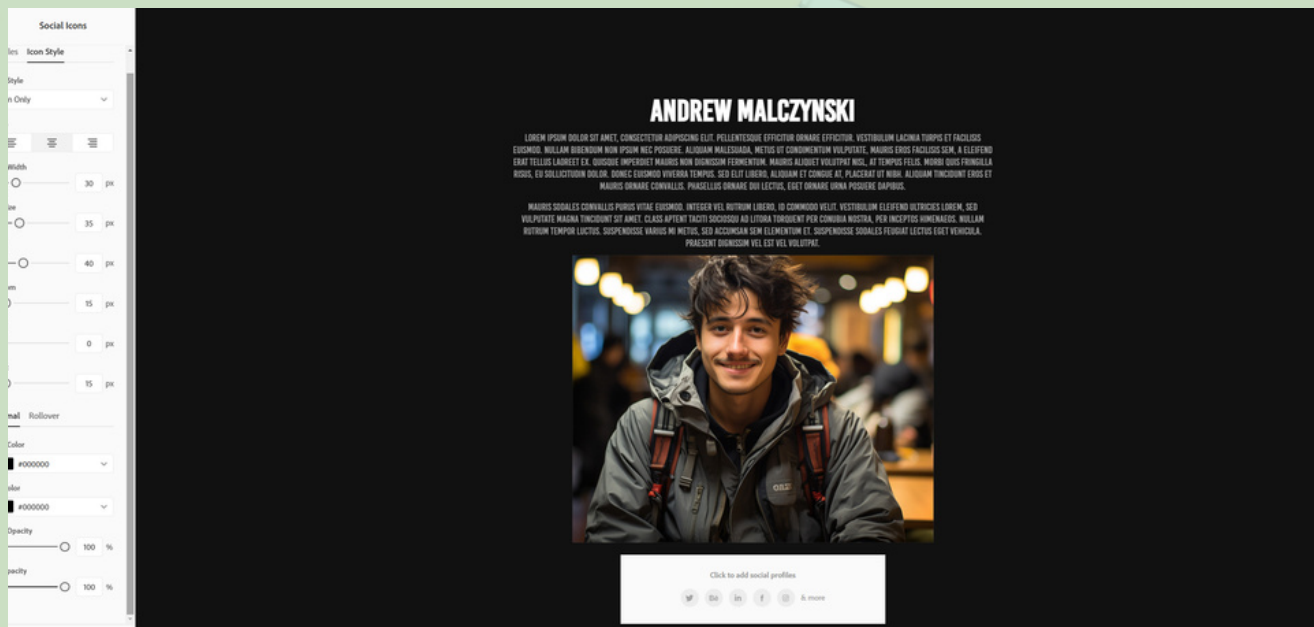 Social Icons
Icon Style
Style
Only
Width
30 px
35 px
40 px
15 px
0 px
15 px
Rollover
Color
#000000
#000000
Opacity
100 %
100 %
ANDREW MALCZYNSKI
LOREM IPSUM DOLOR SIT AMET, CONSECTETUR ADIPISCING ELIT. PELLENTESQUE EFFICITUR ORNARE EFFICITUR. VESTIBULUM LACINIA TURPIS ET FACILISIS
EUISMOD. NULLAM BIBENDUM NON IPSUM NEC POSUERE. ALIQUAM MALESUADA, METUS UT CONDIMENTUM VULPUTATE, MAURIS EROS FACILISIS SEM, A ELEIFEND
ERAT TELLUS LAOREET EX. QUISQUE IMPERDIET MAURIS NON DIGNISSIM FERMENTUM. MAURIS ALIQUET VOLUTPAT NISL, AT TEMPUS FELIS. MORBI QUIS FRINGILLA
RISUS, EU SOLLICITUDIN DOLOR. DONEC EUISMOD VIVERRA TEMPUS. SED ELIT LIBERO, ALIQUAM ET CONGUE AT, PLACERAT UT NIBH. ALIQUAM TINCIDUNT EROS ET
MAURIS ORNARE CONVALLIS. PHASELLUS ORNARE DUI LECTUS, EGET ORNARE URNA POSUERE DAPIBUS.
MAURIS SODALES CONVALLIS PURUS VITAE EUISMOD. INTEGER VEL RUTRUM LIBERO, ID COMMODO VELIT. VESTIBULUM ELEIFEND ULTRICIES LOREM, SED
VULPUTATE MAGNA TINCIDUNT SIT AMET. CLASS APTENT TACITI SOCIOSQU AD LITORA TORQUENT PER CONUBIA NOSTRA, PER INCEPTOS HIMENAEOS. NULLAM
RUTRUM TEMPOR LUCTUS. SUSPENDISSE VARIUS MI METUS, SED ACCUMSAN SEM ELEMENTUM ET. SUSPENDISSE SODALES FEUGIAT LECTUS EGET VEHICULA.
PRAESENT DIGNISSIM VEL EST VEL VOLUTPAT.
Click to add social profiles
& more